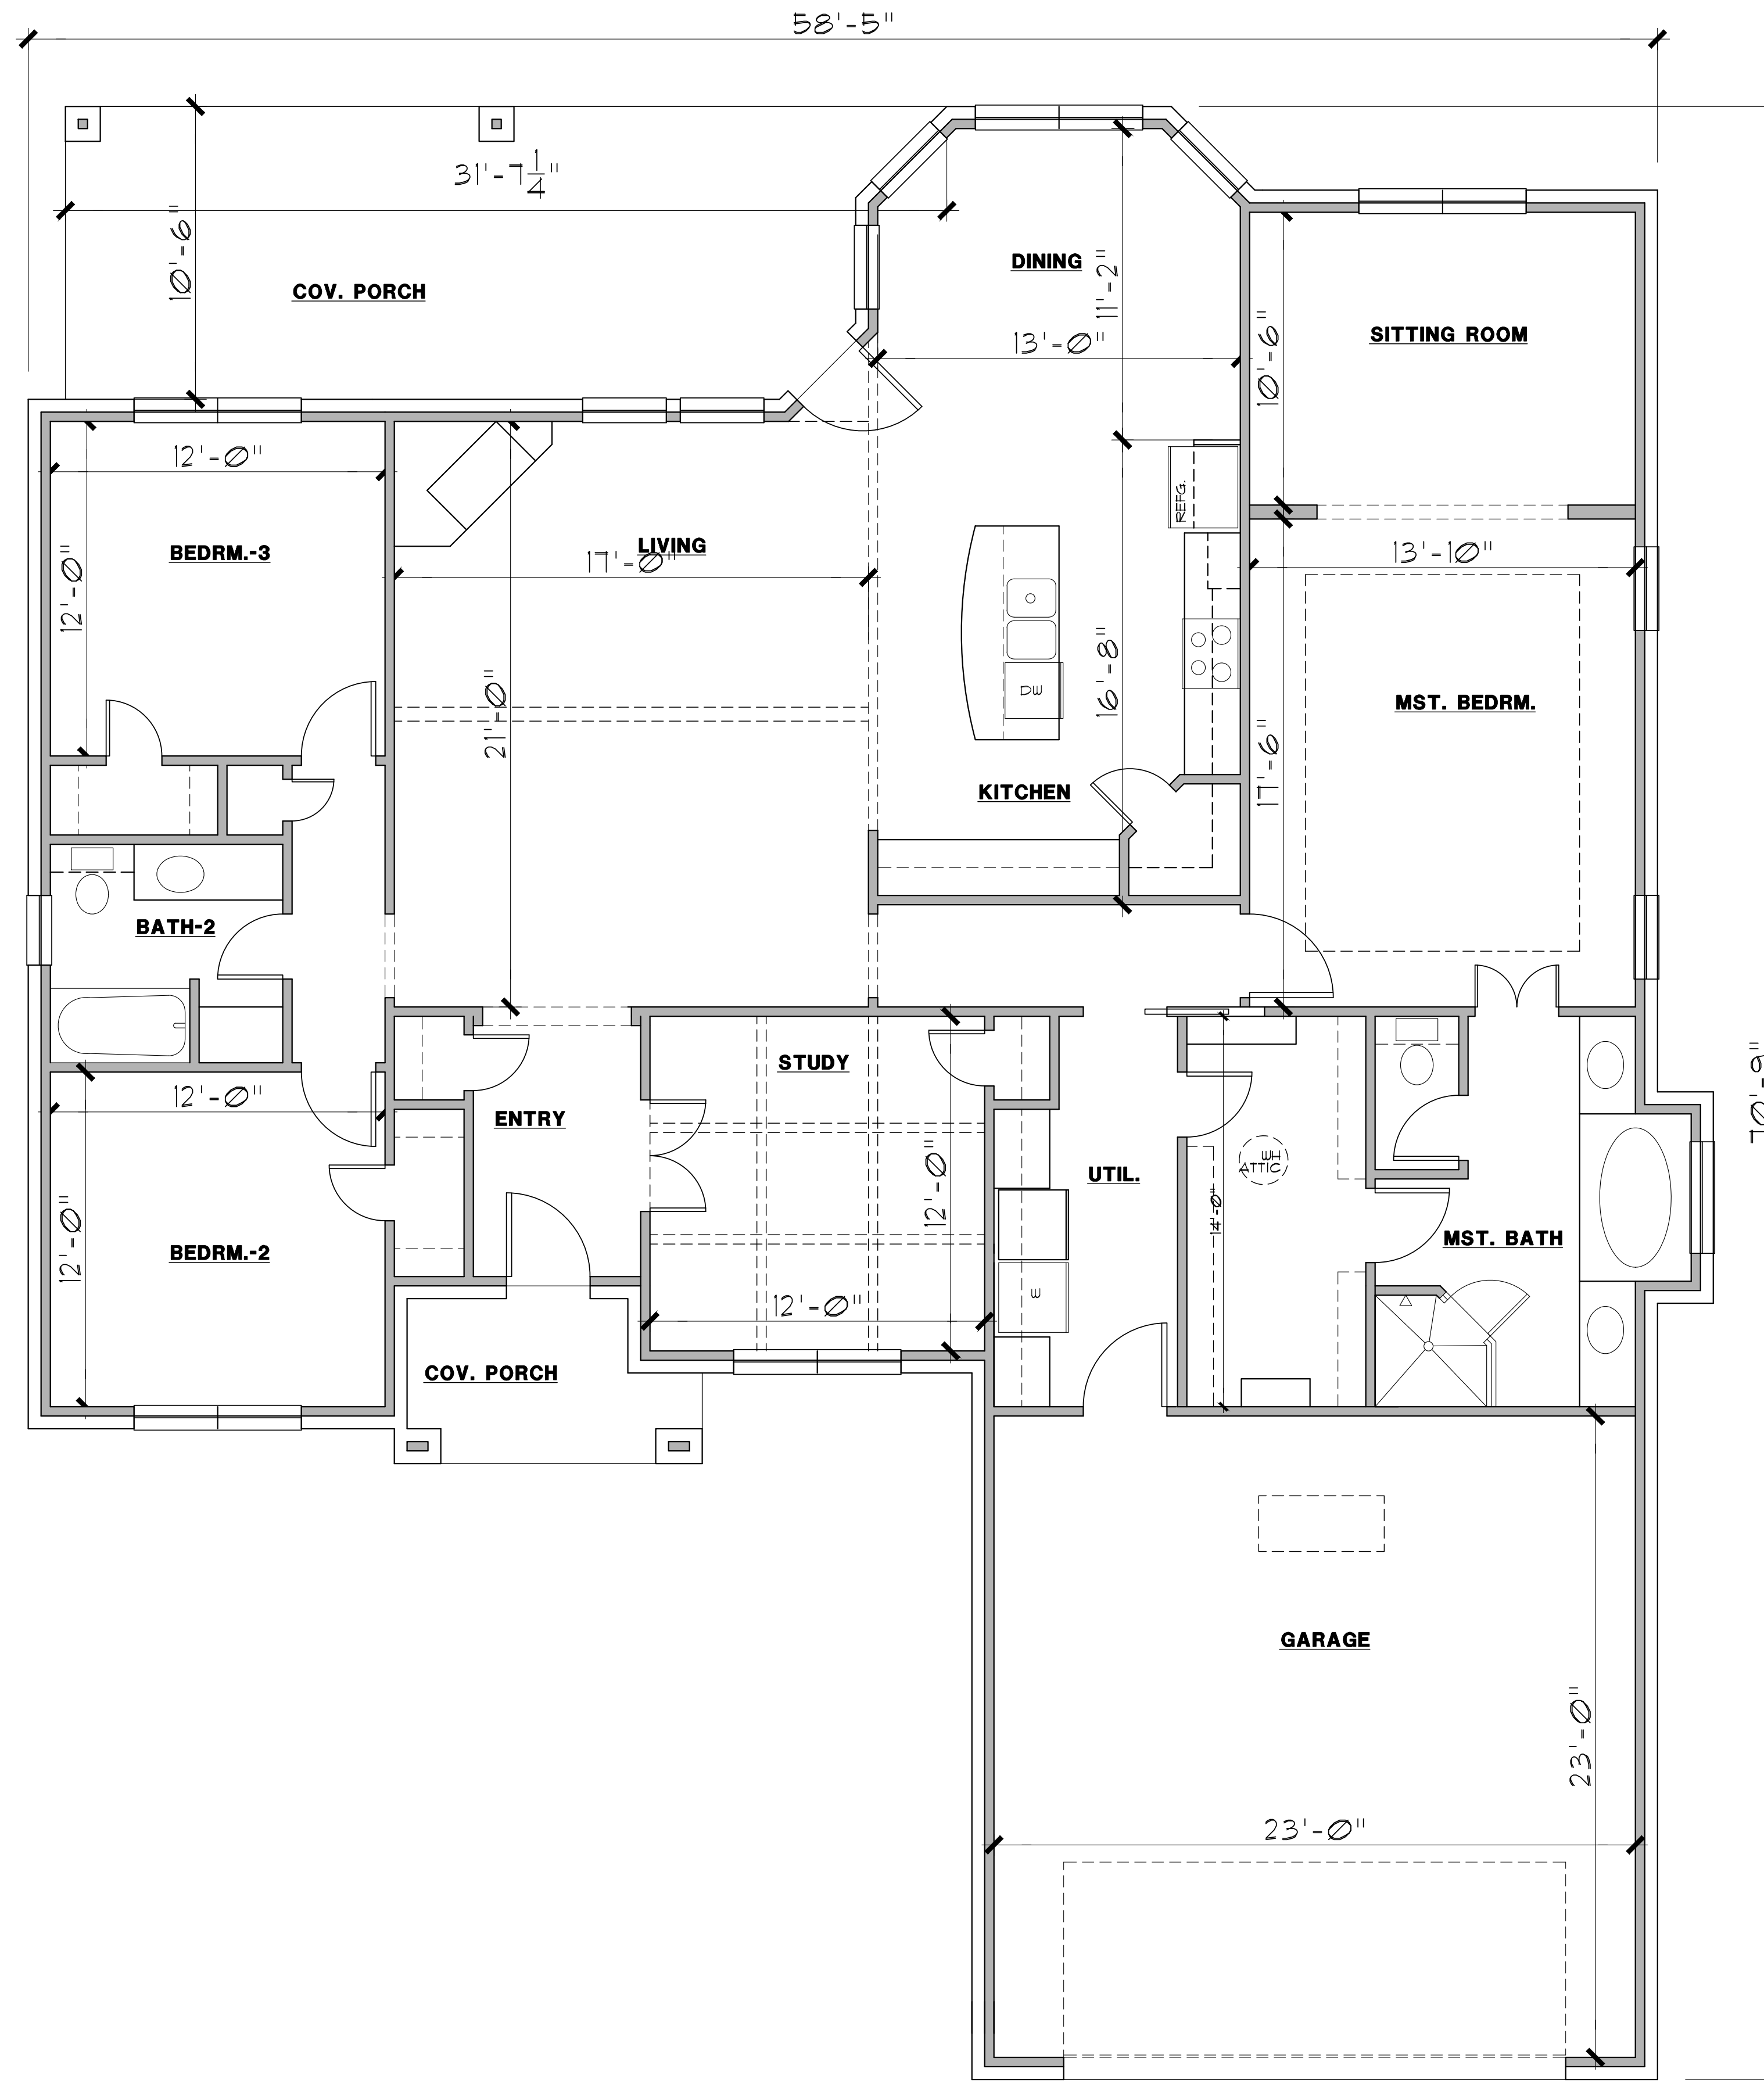 58'-5"
31'-7 1/4"
10'-6"
COV. PORCH
DINING
11'-2"
13'-0"
SITTING ROOM
10'-6"
12'-0"
BEDRM.-3
12'-0"
LIVING
17'-0"
21'-0"
REFG.
DW
16'-8"
KITCHEN
13'-10"
MST. BEDRM.
17'-6"
BATH-2
12'-0"
BEDRM.-2
12'-0"
ENTRY
STUDY
12'-0"
12'-0"
UTIL.
W
WH
ATTIC
14'-0"
MST. BATH
70'-9"
COV. PORCH
GARAGE
23'-0"
23'-0"